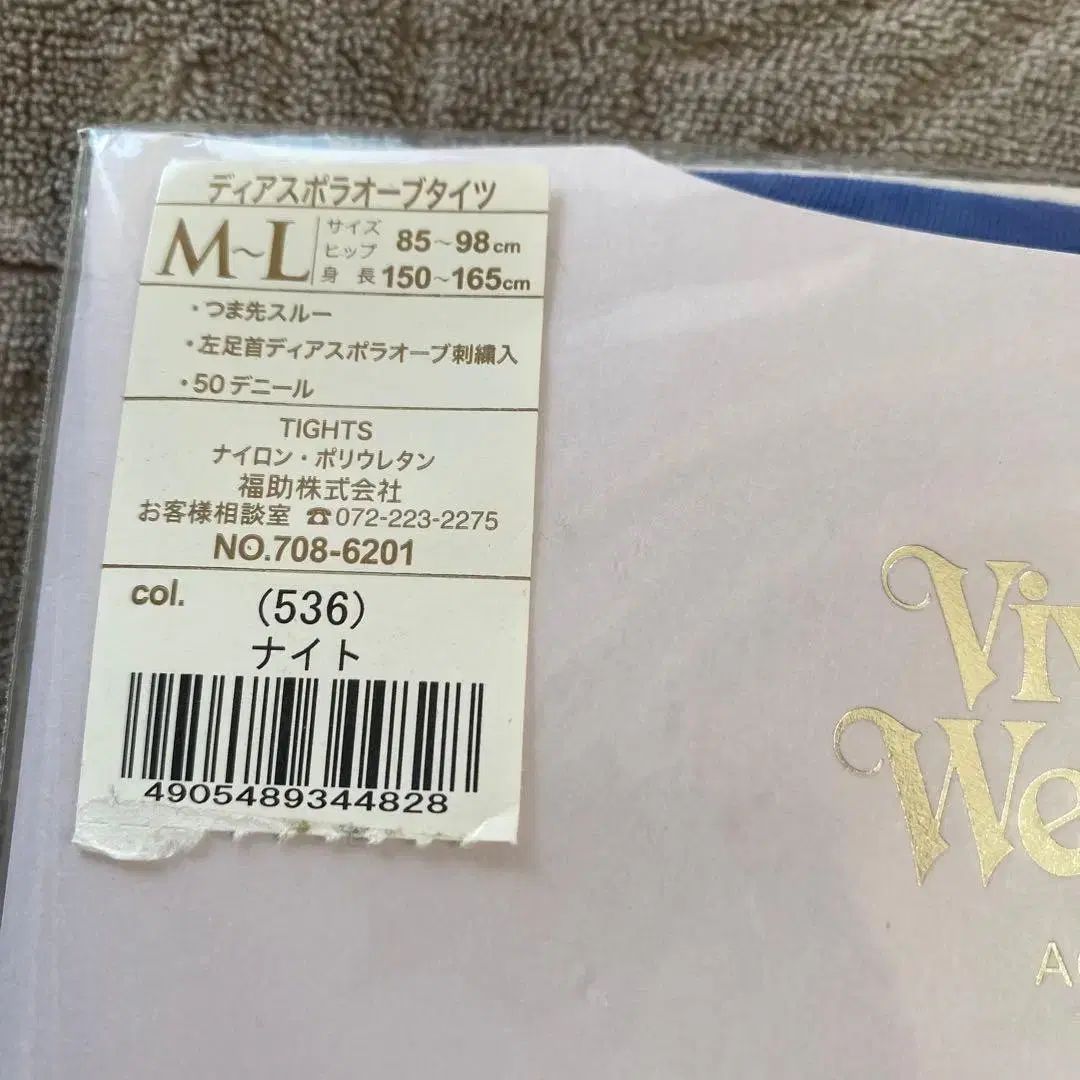 ディアスポラオーブタイツ
M~L
サイズ
ヒップ 85~98cm
身 長 150~165cm
・つま先スルー
・左足首ディアスポラオーブ刺繍入
・50デニール
TIGHTS
ナイロン・ポリウレタン
福助株式会社
お客様相談室 ☎072-223-2275
NO.708-6201
col. (536)
ナイト
4905489344828
Viv
We
A